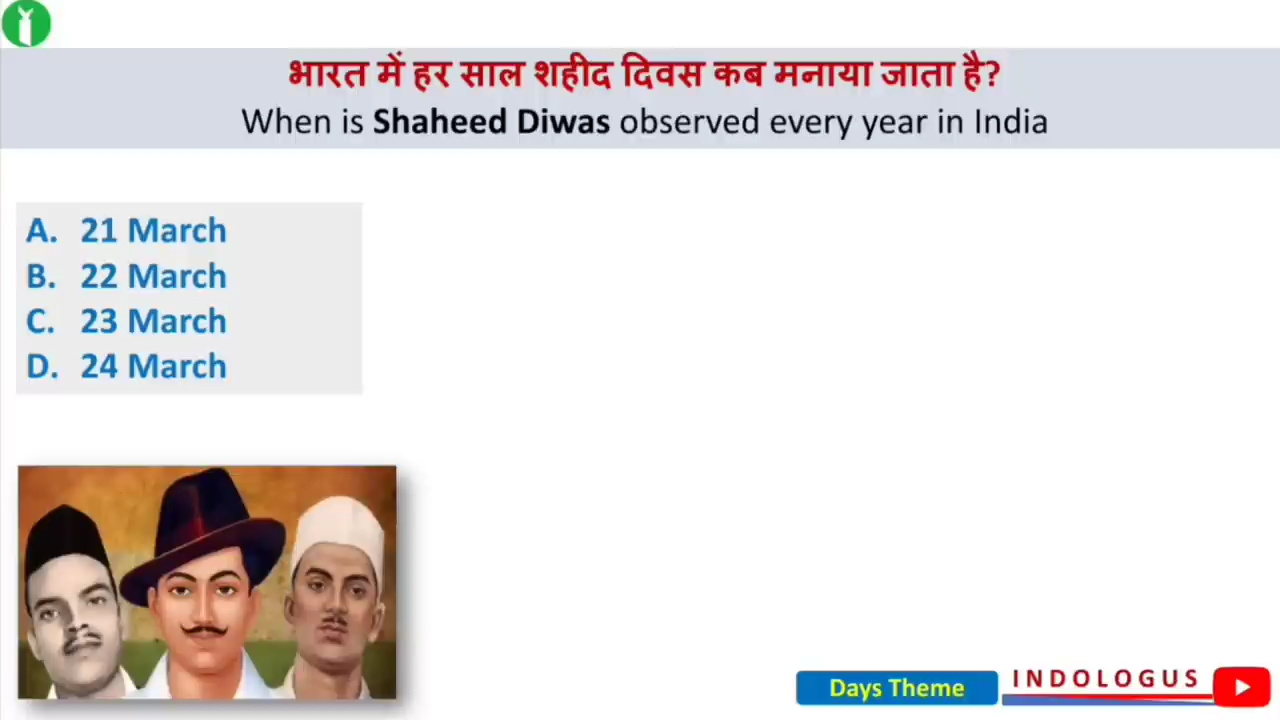 भारत में हर साल शहीद दिवस कब मनाया जाता है?
When is Shaheed Diwas observed every year in India
A. 21 March
B. 22 March
C. 23 March
D. 24 March
Days Theme
INDOLOGUS